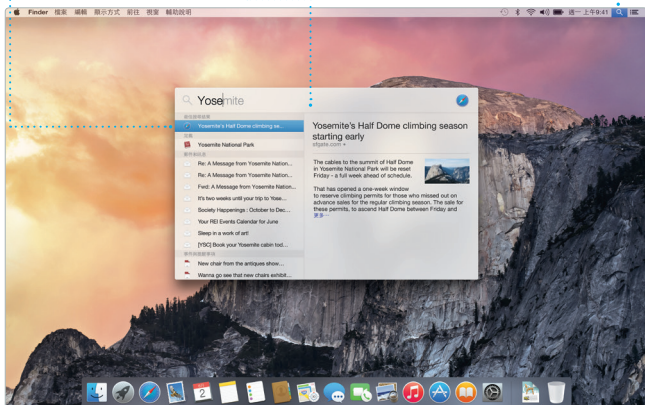 Finder 檔案 編輯 顯示方式 前往 視窗 輔助說明
週一 上午9:41
Yosemite
Yosemite's Half Dome climbing se...
Yosemite National Park
Re: A Message from Yosemite Nation...
Re: A Message from Yosemite Nation...
Fwd: A Message from Yosemite Nation...
It's two weeks until your trip to Yose...
Society Happenings : October to Dec...
Your REI Events Calendar for June
Sleep in a work of art!
[YSC] Book your Yosemite cabin tod...
New chair from the antiques show...
Wanna go see that new chairs exhibit...
Yosemite's Half Dome climbing season
starting early
sfgate.com
The cables to the summit of Half Dome
in Yosemite National Park will be reset
Friday - a full week ahead of schedule.
That has opened a one-week window
to reserve climbing permits for those who missed out on
advance sales for the regular climbing season. The sale for
these permits, to ascend Half Dome between Friday and
更多⋯
2